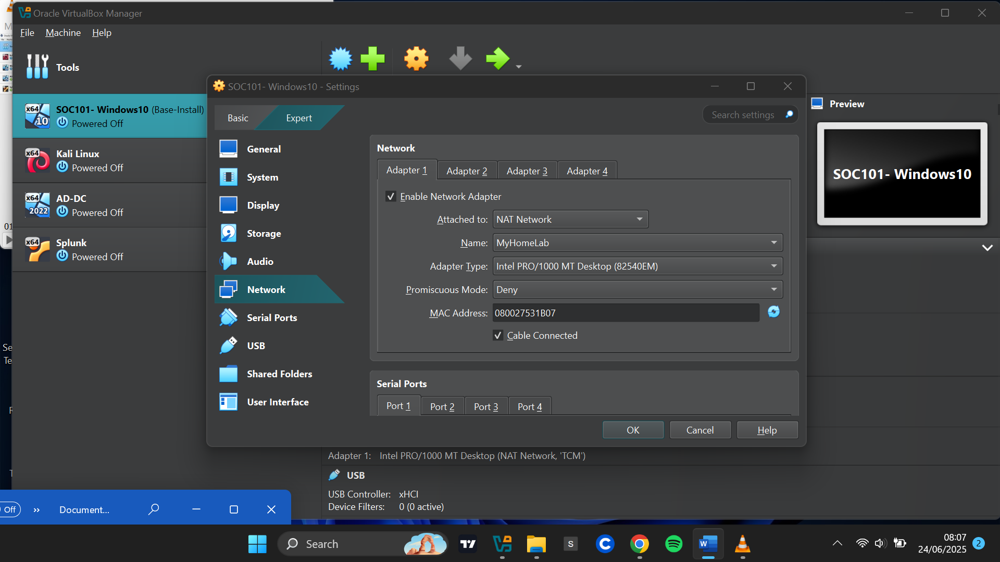 Oracle VirtualBox Manager
File Machine Help
Tools
SOC101- Windows10 (Base-Install)
Powered Off
Kali Linux
Powered Off
AD-DC
Powered Off
Splunk
Powered Off
x64
10
x64
x64
2022
x64
SOC101- Windows10 - Settings
Basic Expert
Search settings
General
System
Display
Storage
Audio
Network
Serial Ports
USB
Shared Folders
User Interface
Network
Adapter 1 Adapter 2 Adapter 3 Adapter 4
Enable Network Adapter
Attached to: NAT Network
Name: MyHomeLab
Adapter Type: Intel PRO/1000 MT Desktop (82540EM)
Promiscuous Mode: Deny
MAC Address: 080027531B07
Cable Connected
Serial Ports
Port 1 Port 2 Port 3 Port 4
OK Cancel Help
Preview
SOC101- Windows10
Adapter 1: Intel PRO/1000 MT Desktop (NAT Network, 'TCM')
USB
USB Controller: xHCI
Device Filters: 0 (0 active)
01
Se
Te
Off » Document...
Search
S
W
08:07
24/06/2025
2